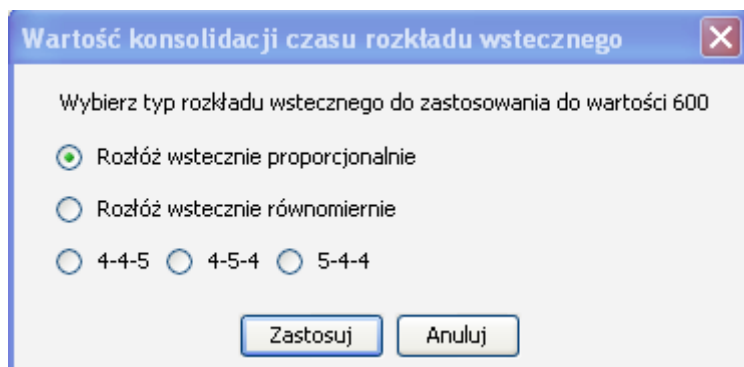 Wartość konsolidacji czasu rozkładu wstecznego
Wybierz typ rozkładu wstecznego do zastosowania do wartości 600
Rozłóż wstecznie proporcjonalnie
Rozłóż wstecznie równomiernie
4-4-5 4-5-4 5-4-4
Zastosuj Anuluj